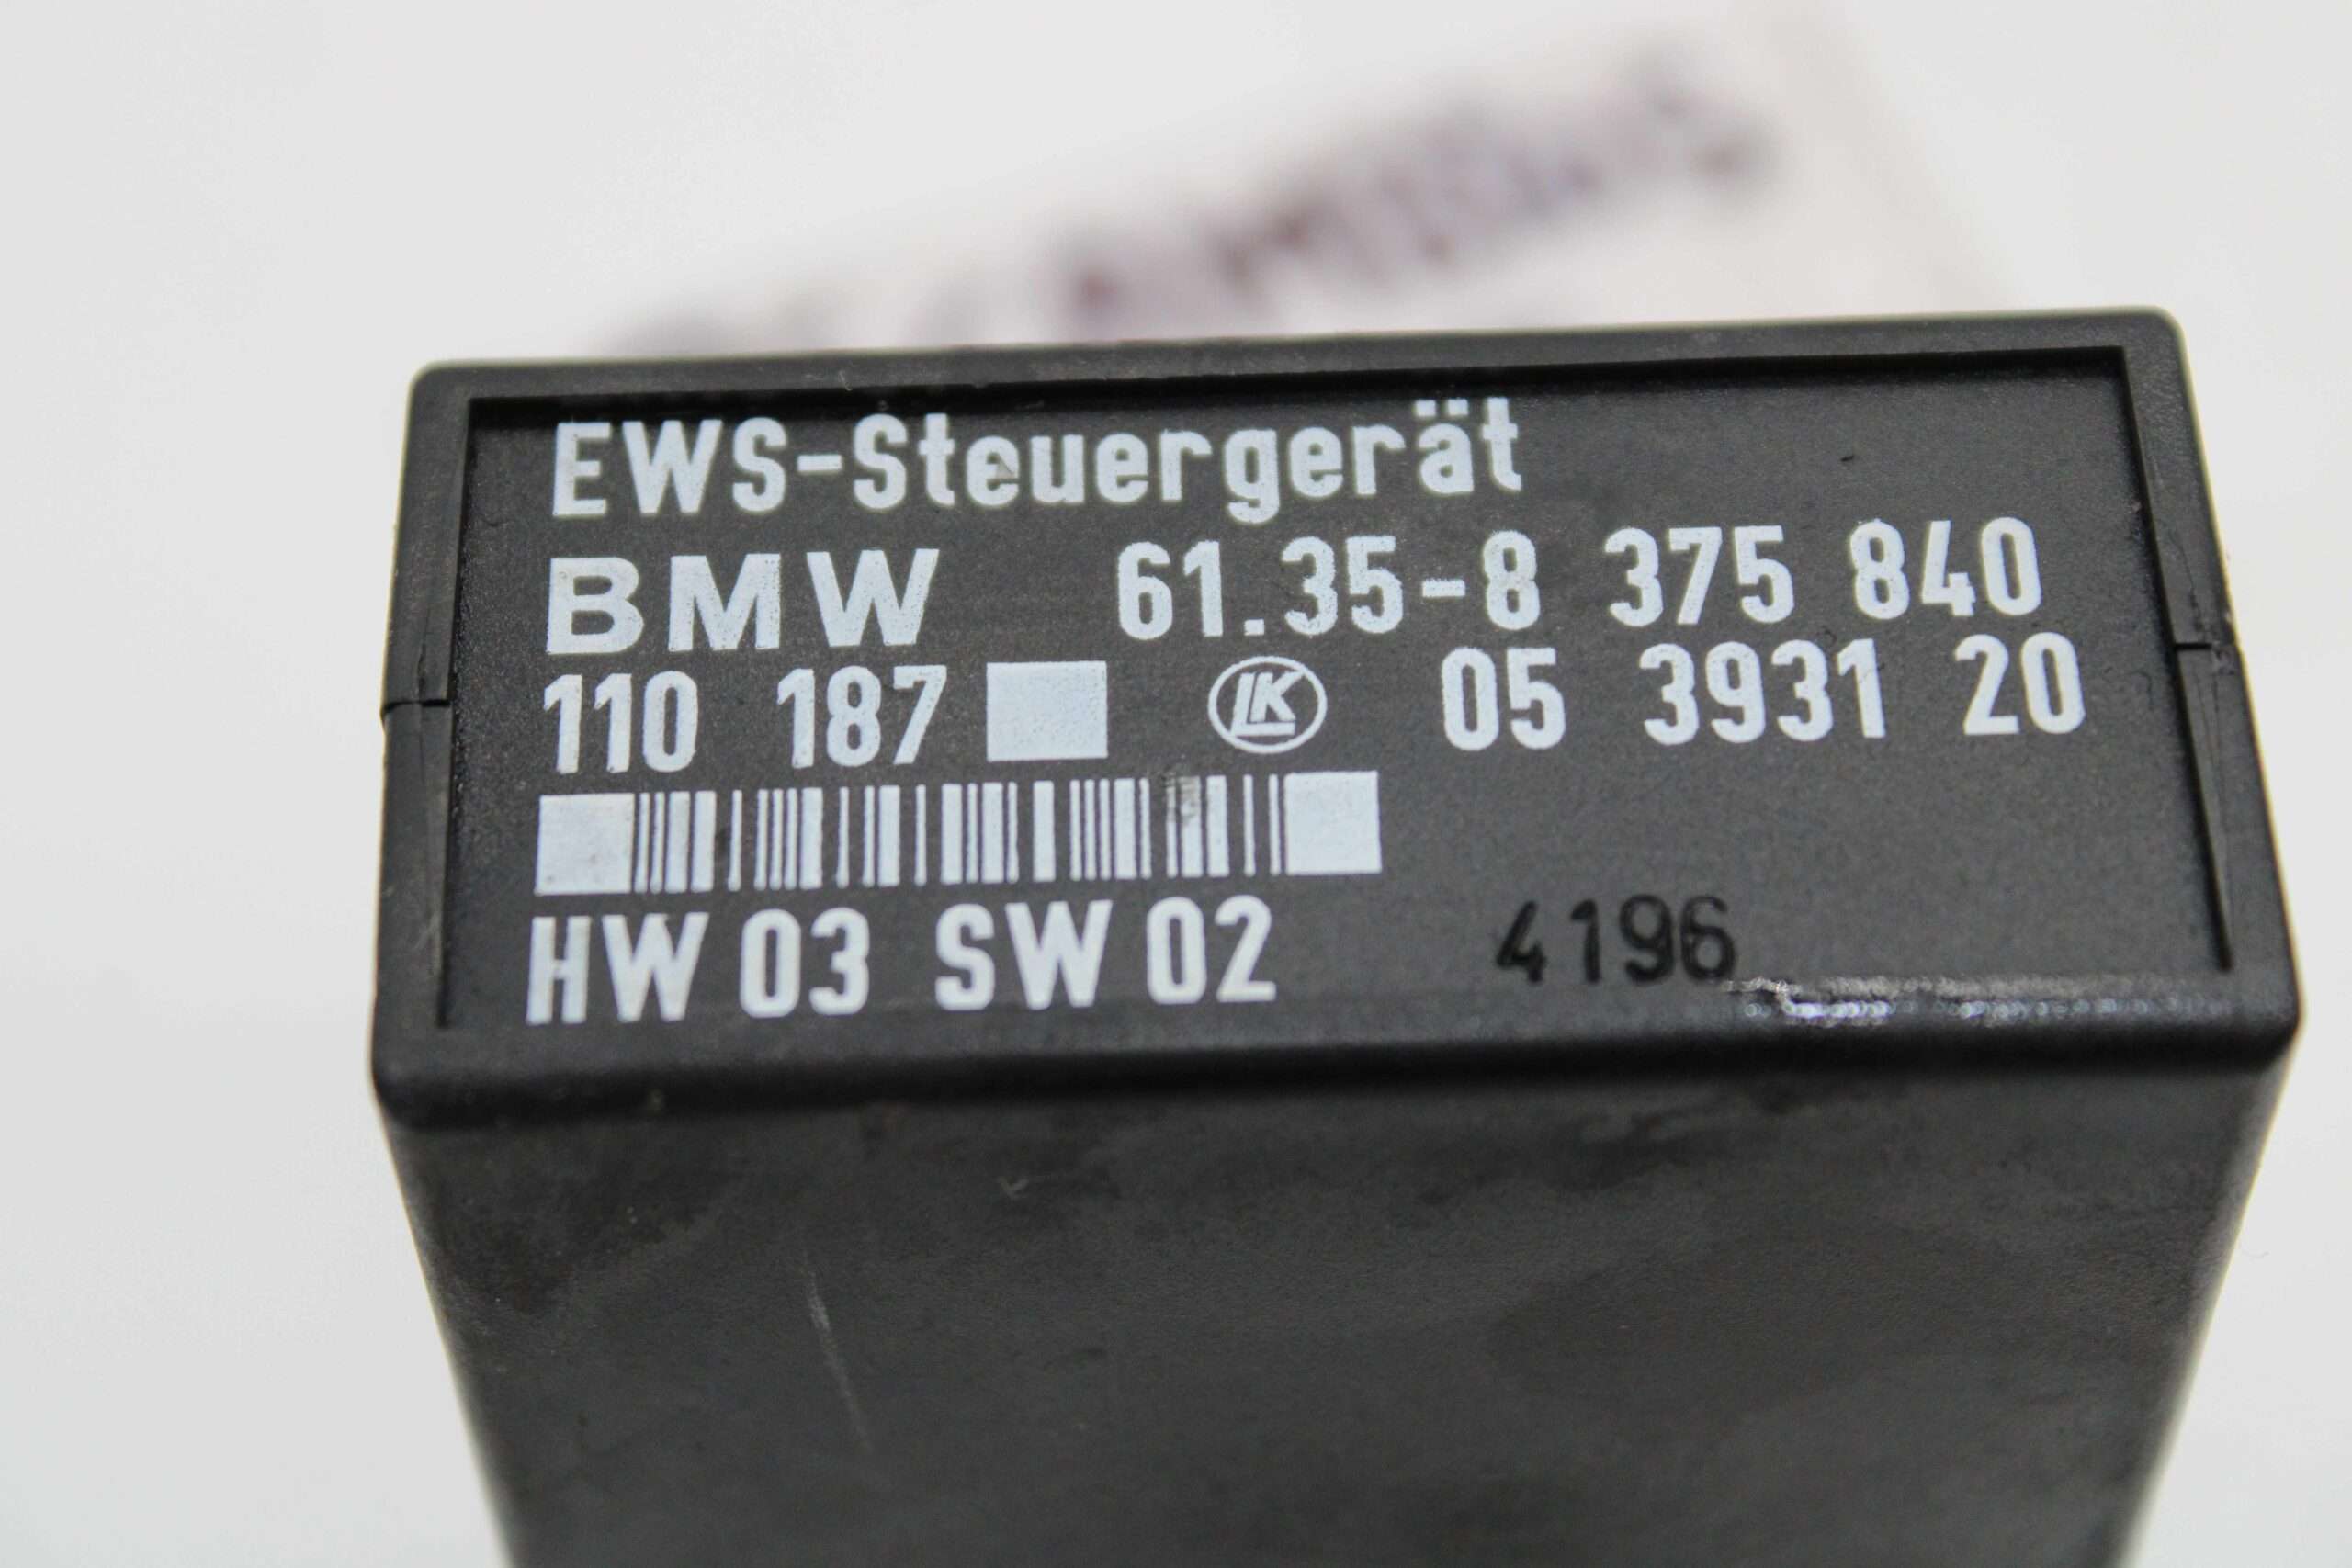 EWS-Steuergerät
BMW 61.35-8 375 840
110 187 LK 05 3931 20
HW 03 SW 02 4196